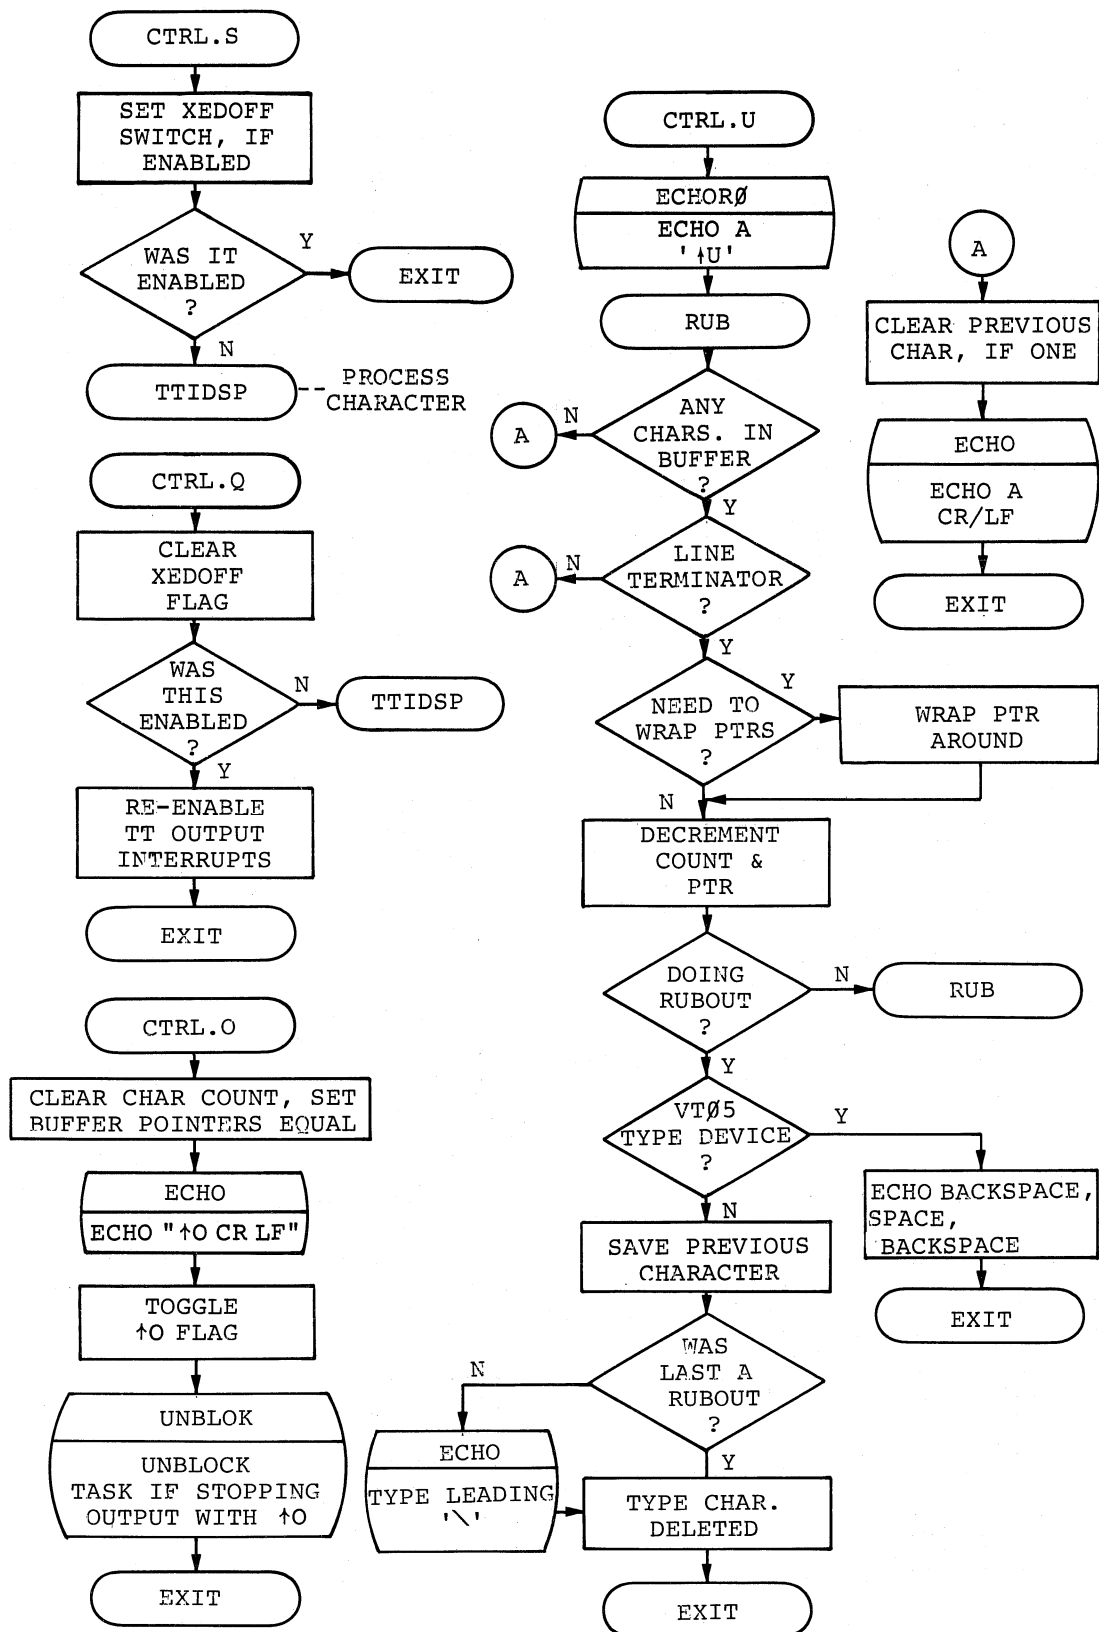 CTRL.S
SET XEDOFF
SWITCH, IF
ENABLED
WAS IT
ENABLED
?
Y
EXIT
N
TTIDSP
-- PROCESS
CHARACTER
CTRL.Q
CLEAR
XEDOFF
FLAG
WAS
THIS
ENABLED
?
N
TTIDSP
Y
RE-ENABLE
TT OUTPUT
INTERRUPTS
EXIT
CTRL.O
CLEAR CHAR COUNT, SET
BUFFER POINTERS EQUAL
ECHO
ECHO "↑O CR LF"
TOGGLE
↑O FLAG
UNBLOK
UNBLOCK
TASK IF STOPPING
OUTPUT WITH ↑O
EXIT
CTRL.U
ECHORØ
ECHO A
'↑U'
RUB
ANY
CHARS. IN
BUFFER
?
N
A
Y
LINE
TERMINATOR
?
N
A
Y
NEED TO
WRAP PTRS
?
Y
WRAP PTR
AROUND
N
DECREMENT
COUNT &
PTR
DOING
RUBOUT
?
N
RUB
Y
VTØ5
TYPE DEVICE
?
Y
ECHO BACKSPACE,
SPACE,
BACKSPACE
EXIT
N
SAVE PREVIOUS
CHARACTER
WAS
LAST A
RUBOUT
?
N
ECHO
TYPE LEADING
'\'
Y
TYPE CHAR.
DELETED
EXIT
A
CLEAR PREVIOUS
CHAR, IF ONE
ECHO
ECHO A
CR/LF
EXIT